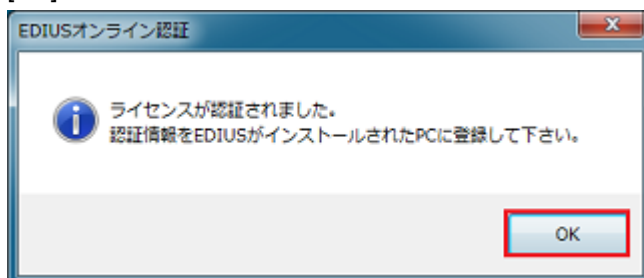 EDIUSオンライン認証
ライセンスが認証されました。
認証情報をEDIUSがインストールされたPCに登録して下さい。
OK